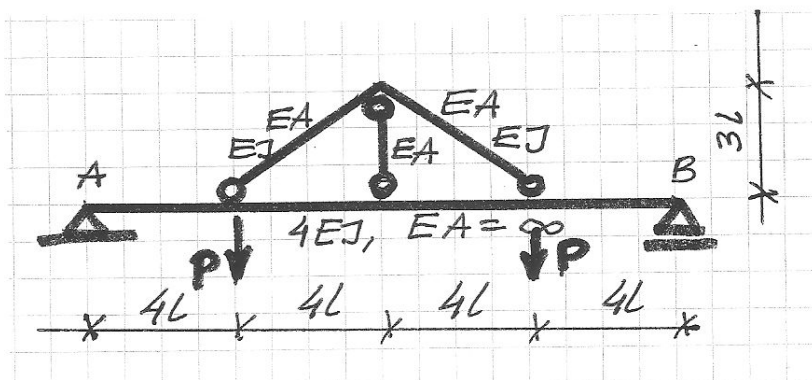 EA EA
EJ EA EJ
3L
A B
4EJ, EA = ∞
P P
4L 4L 4L 4L